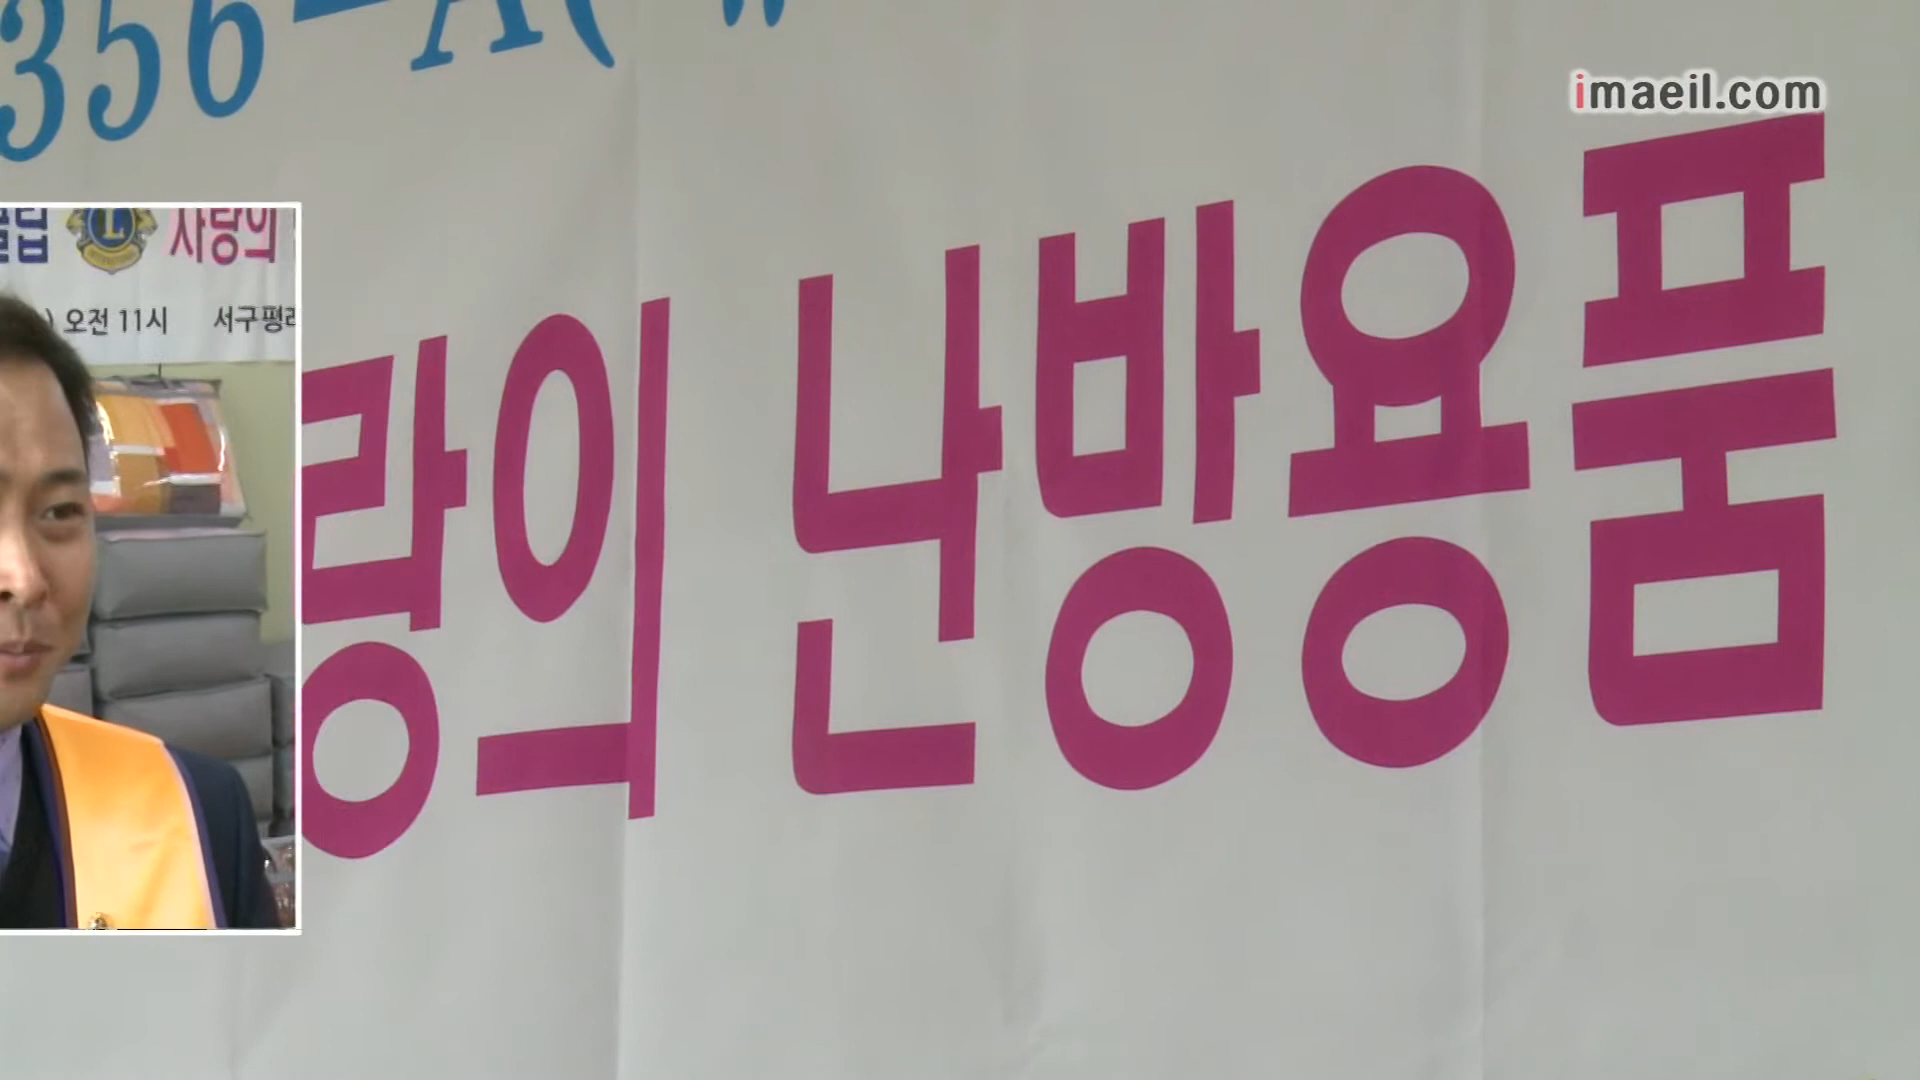 356-A(
imaeil.com
사랑의
오전 11시 서구평리
랑의 난방용품